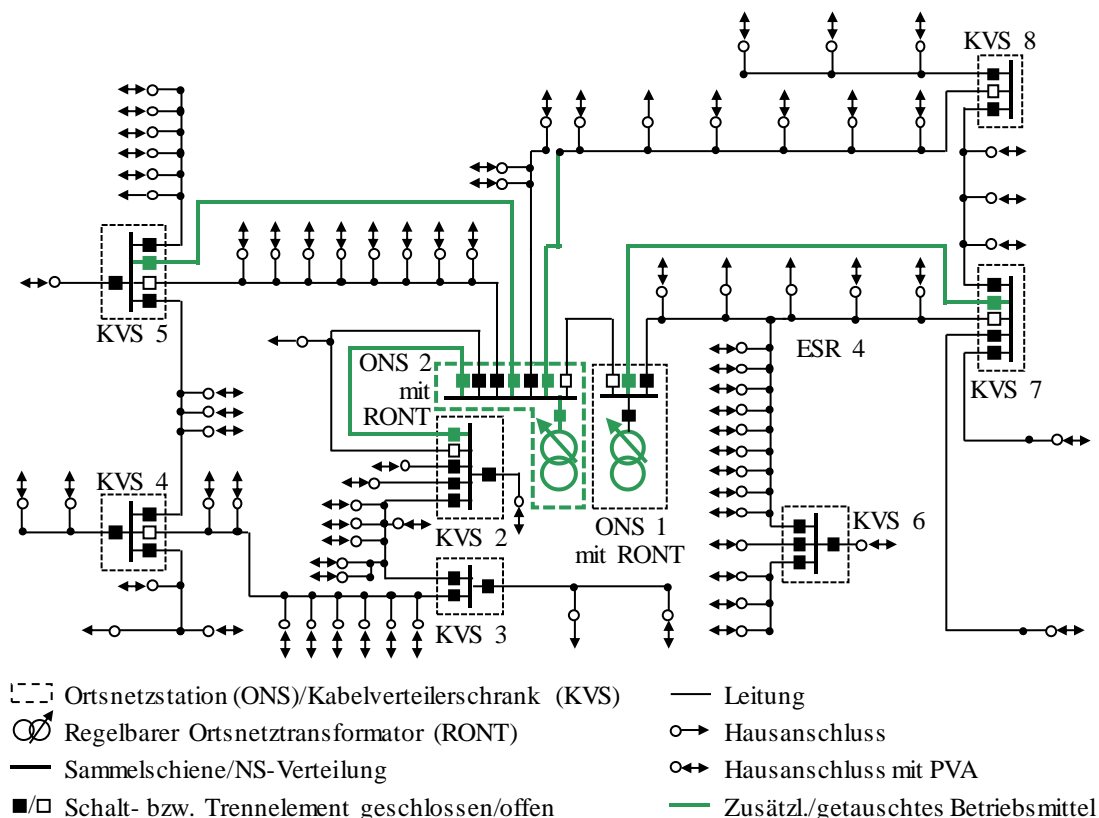 KVS 8
KVS 5
ESR 4
KVS 7
ONS 2
mit
RONT
KVS 4
KVS 2
ONS 1
mit RONT
KVS 6
KVS 3
Ortsnetzstation (ONS)/Kabelverteilerschrank (KVS)
Leitung
Regelbarer Ortsnetztransformator (RONT)
Hausanschluss
Sammelschiene/NS-Verteilung
Hausanschluss mit PVA
Schalt- bzw. Trennelement geschlossen/offen
Zusätzl./getauschtes Betriebsmittel